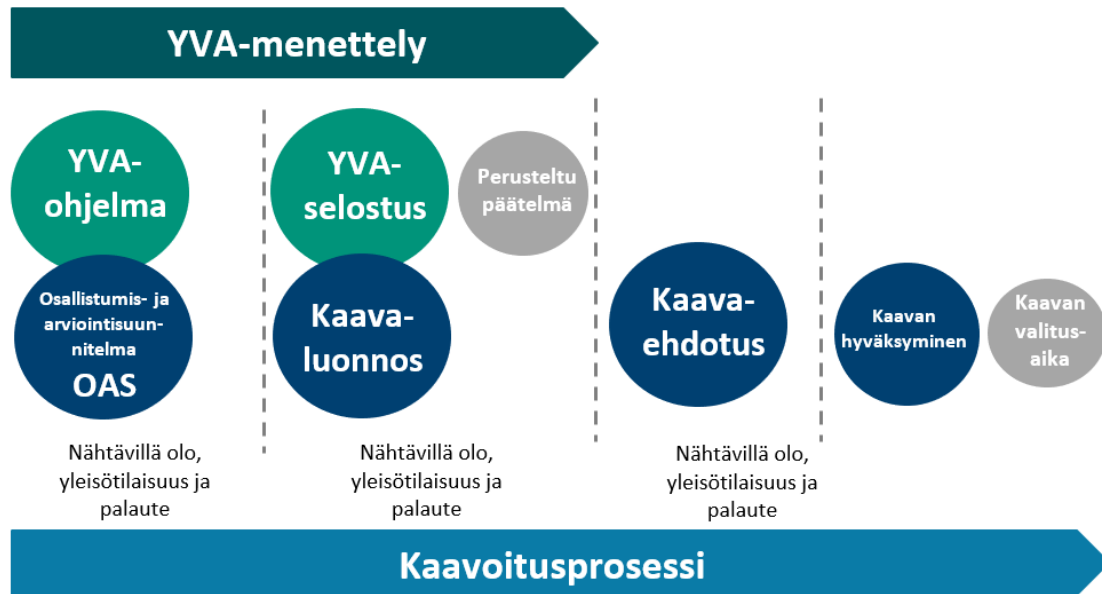 YVA-menettely
YVA-
ohjelma
YVA-
selostus
Perusteltu
päätelmä
Osallistumis- ja
arviointisuun-
nitelma
OAS
Kaava-
luonnos
Kaava-
ehdotus
Kaavan
hyväksyminen
Kaavan
valitus-
aika
Nähtävillä olo,
yleisötilaisuus ja
palaute
Nähtävillä olo,
yleisötilaisuus ja
palaute
Nähtävillä olo,
yleisötilaisuus ja
palaute
Kaavoitusprosessi